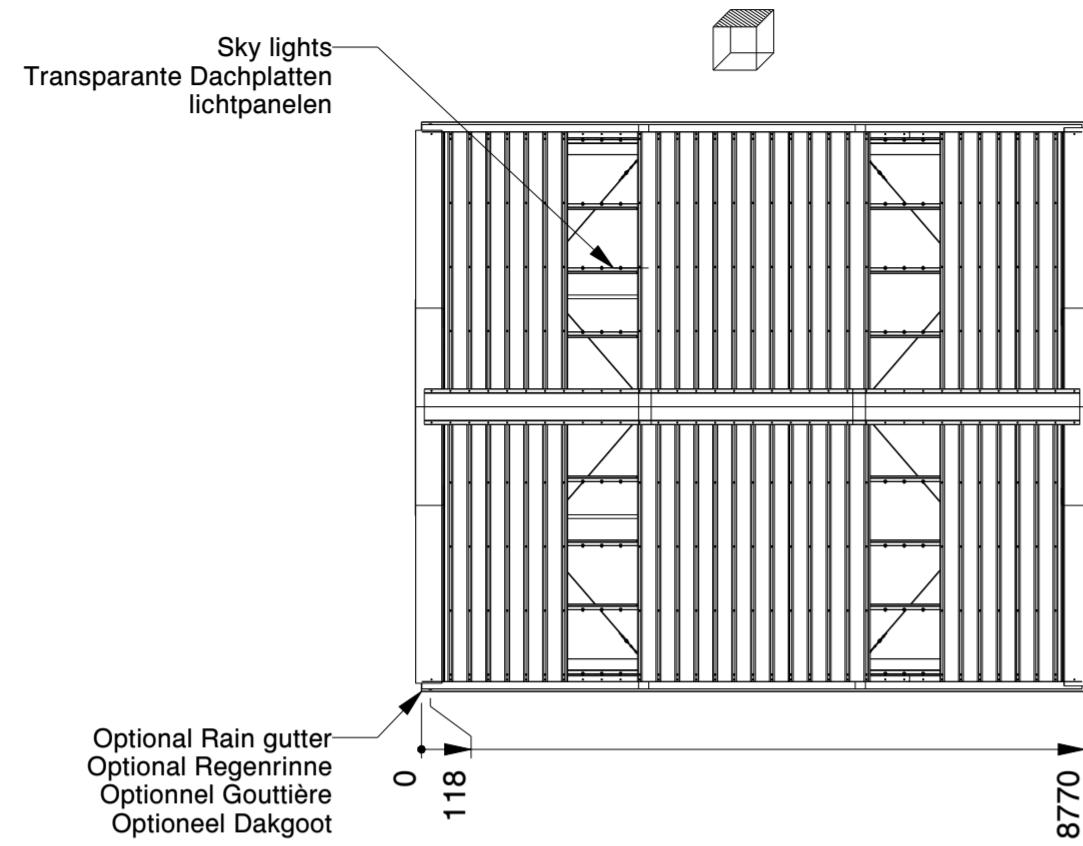 Sky lights
Transparante Dachplatten
lichtpanelen
Optional Rain gutter
Optional Regenrinne
Optionnel Gouttière
Optioneel Dakgoot
0
118
8770